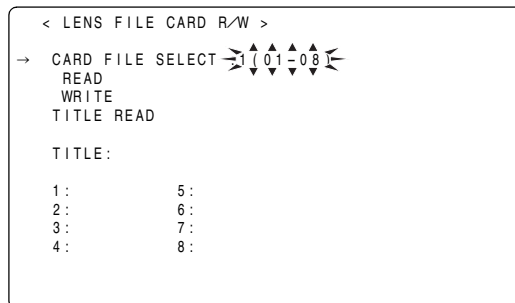 < LENS FILE CARD R/W >
→ CARD FILE SELECT :1(01-08)
READ
WRITE
TITLE READ
TITLE:
1: 5:
2: 6:
3: 7:
4: 8: